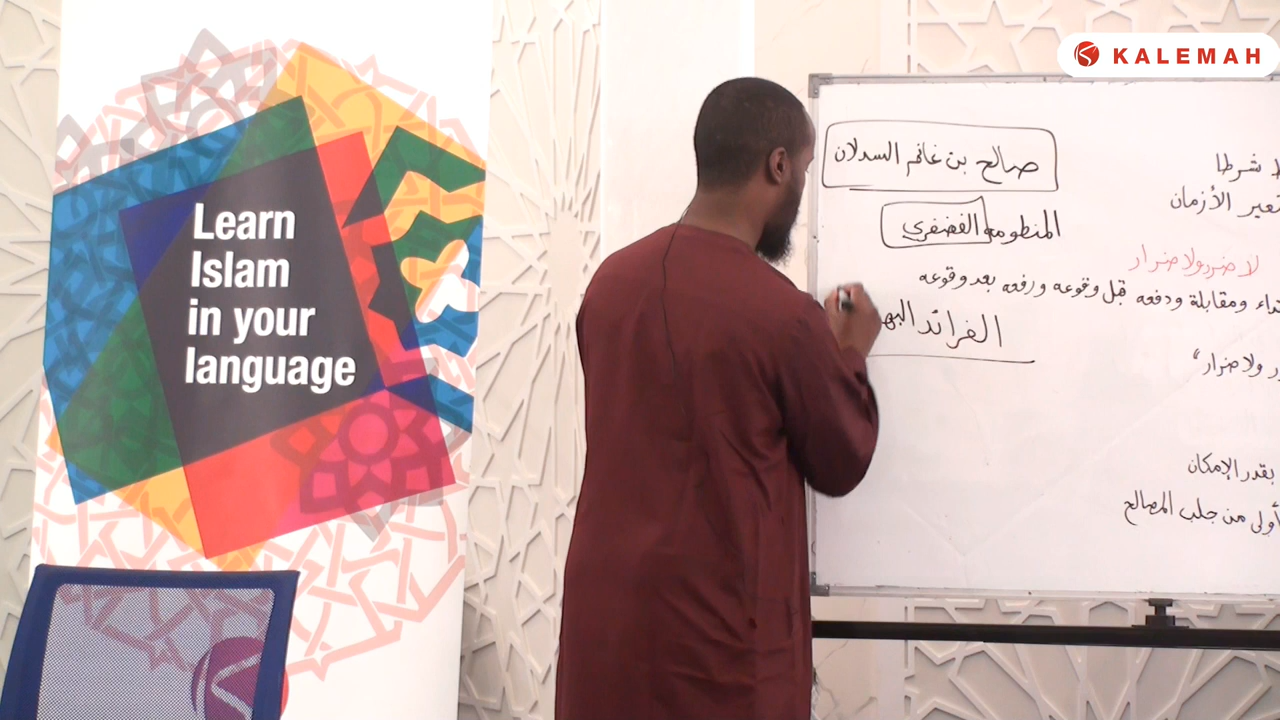 KALEMAH
Learn
Islam
in your
language
صالح بن غانم السدلان
شرطا
المنظومة الفضفري
تغير الأزمان
لا ضرر ولا ضرار
ومقابلة ودفعه قبل وقوعه ورفعه بعد وقوعه
الفرائد البه
ولا ضرار"
بقدر الإمكان
أولى من جلب المصالح